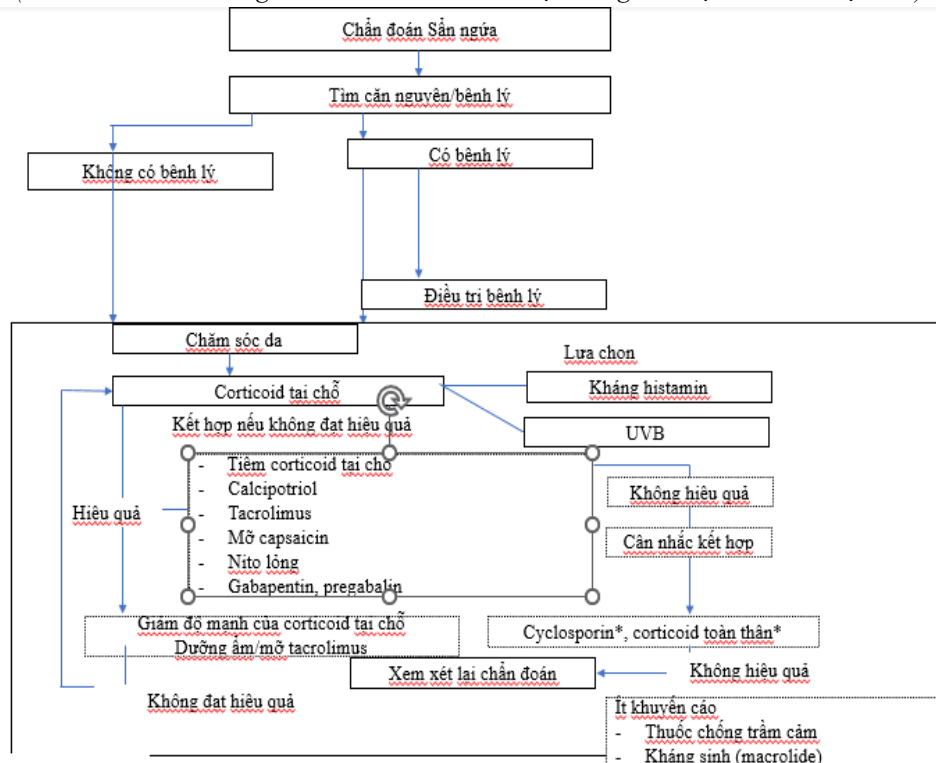 Chẩn đoán Sẩn ngứa
Tìm căn nguyên/bệnh lý
Không có bệnh lý
Có bệnh lý
Điều trị bệnh lý
Chăm sóc da
Lựa chọn
Corticoid tại chỗ
Kháng histamin
Kết hợp nếu không đạt hiệu quả
UVB
- Tiêm corticoid tại chỗ
- Calcipotriol
- Tacrolimus
- Mỡ capsaicin
- Nito lỏng
- Gabapentin, pregabalin
Hiệu quả
Không hiệu quả
Cân nhắc kết hợp
Giảm độ mạnh của corticoid tại chỗ
Dưỡng ẩm/mỡ tacrolimus
Cyclosporin*, corticoid toàn thân*
Xem xét lại chẩn đoán
Không hiệu quả
Không đạt hiệu quả
Ít khuyến cáo
- Thuốc chống trầm cảm
- Kháng sinh (macrolide)